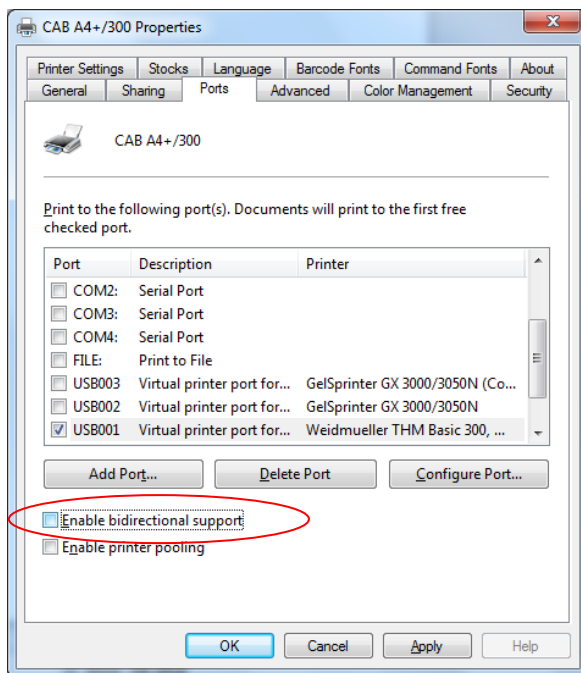 CAB A4+/300 Properties
Printer Settings Stocks Language Barcode Fonts Command Fonts About
General Sharing Ports Advanced Color Management Security
CAB A4+/300
Print to the following port(s). Documents will print to the first free
checked port.
Port Description Printer
COM2: Serial Port
COM3: Serial Port
COM4: Serial Port
FILE: Print to File
USB003 Virtual printer port for... GelSprinter GX 3000/3050N (Co...
USB002 Virtual printer port for... GelSprinter GX 3000/3050N
USB001 Virtual printer port for... Weidmueller THM Basic 300, ...
Add Port... Delete Port Configure Port...
Enable bidirectional support
Enable printer pooling
OK Cancel Apply Help